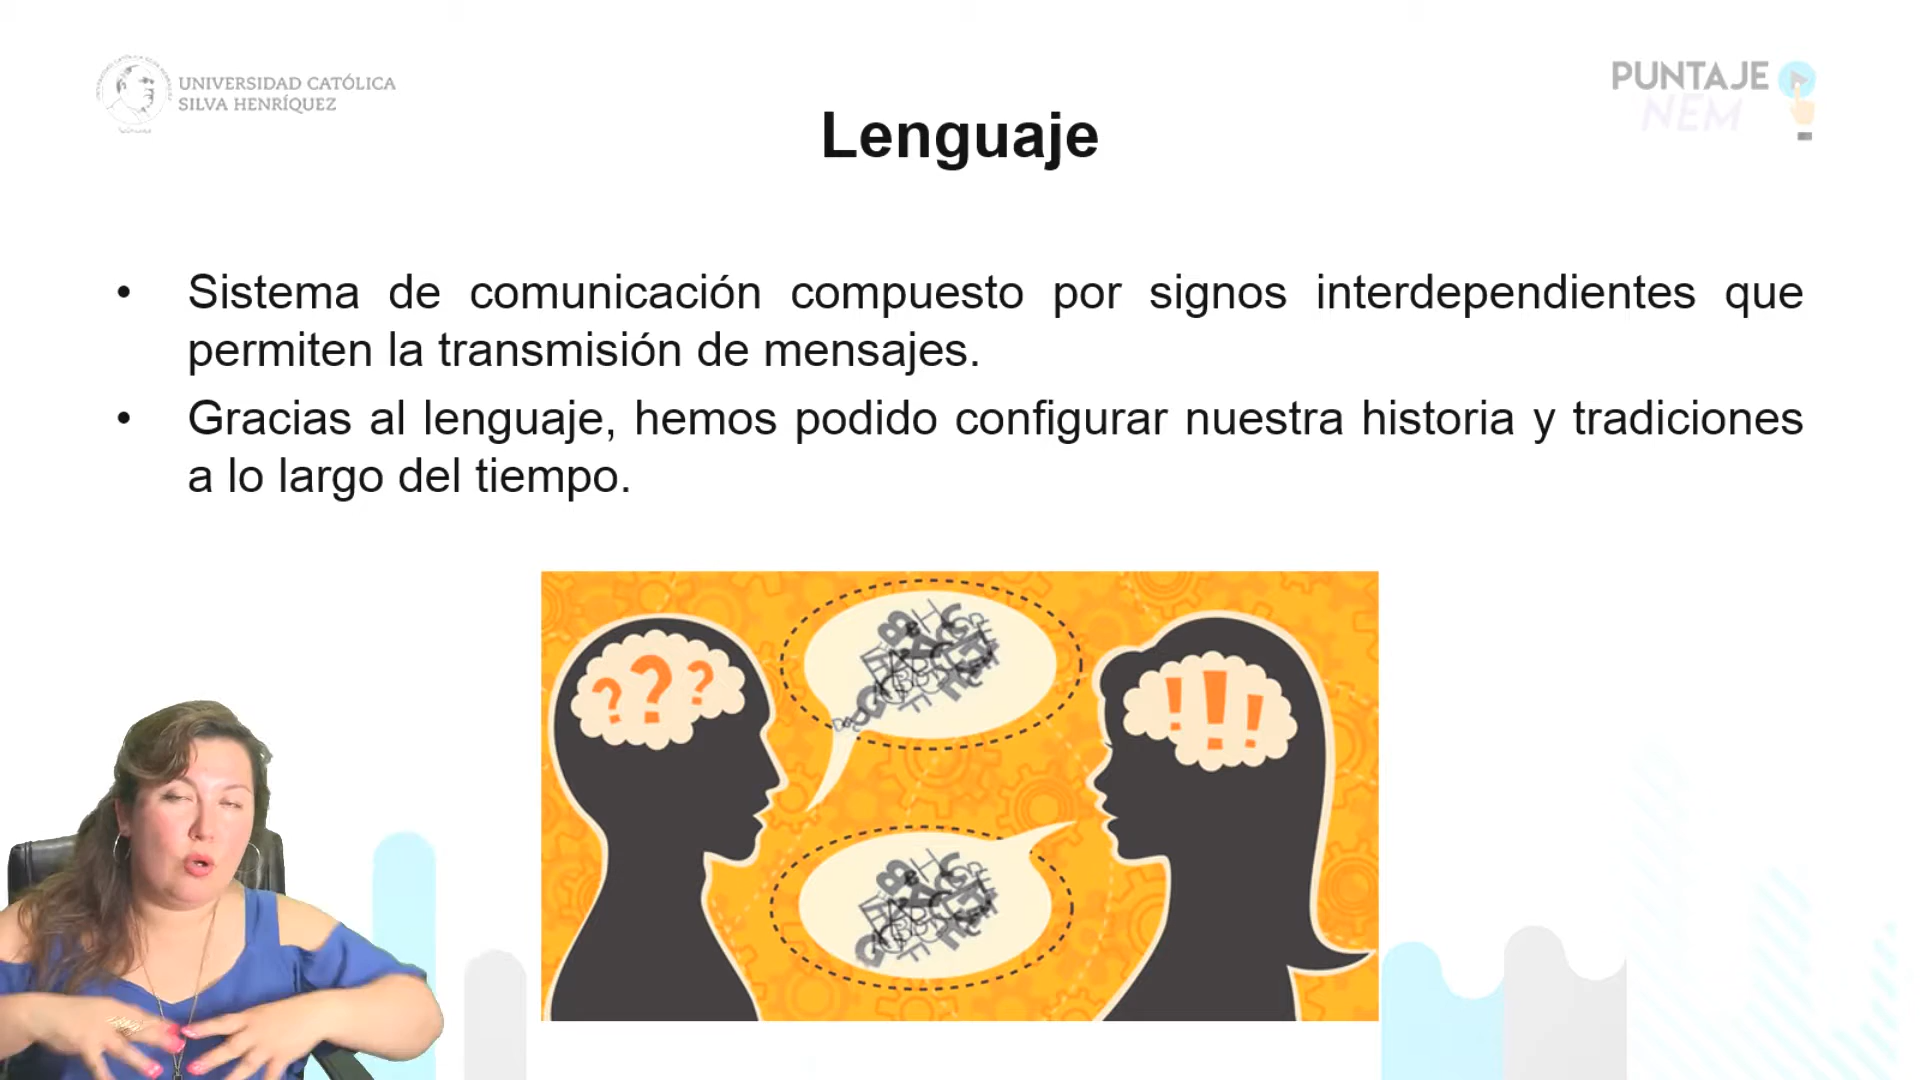 UNIVERSIDAD CATÓLICA
SILVA HENRÍQUEZ
PUNTAJE
NEM
Lenguaje
• Sistema de comunicación compuesto por signos interdependientes que
permiten la transmisión de mensajes.
• Gracias al lenguaje, hemos podido configurar nuestra historia y tradiciones
a lo largo del tiempo.
? ? ?
! ! !